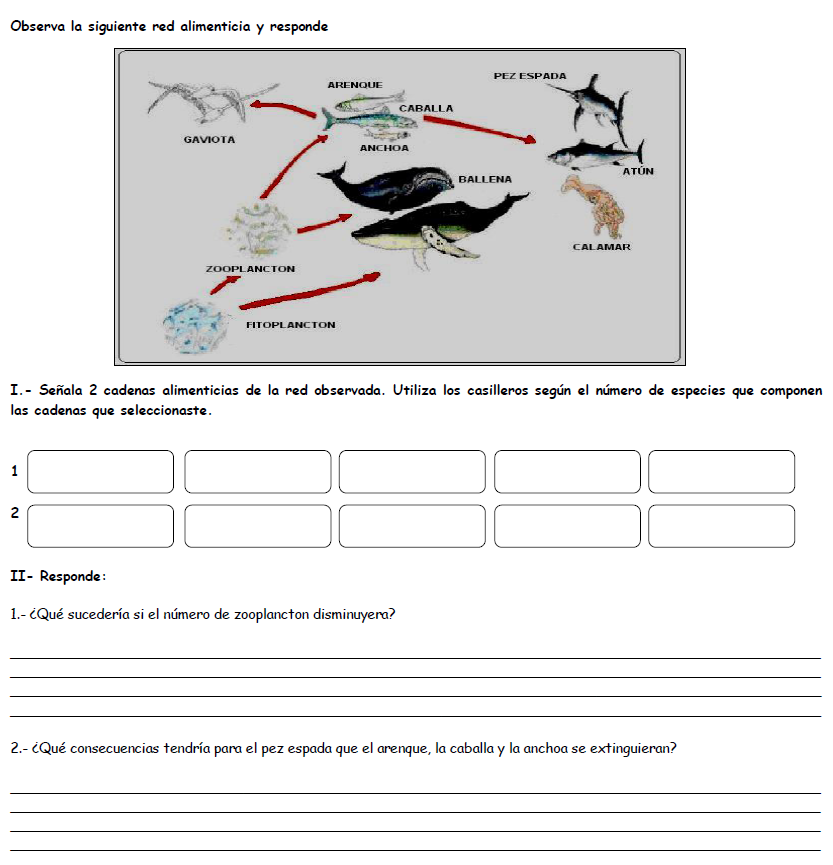 Observa la siguiente red alimenticia y responde
PEZ ESPADA
ARENQUE
CABALLA
GAVIOTA
ANCHOA
ATÚN
BALLENA
CALAMAR
ZOOPLANCTON
FITOPLANCTON
I.- Señala 2 cadenas alimenticias de la red observada. Utiliza los casilleros según el número de especies que componen
las cadenas que seleccionaste.
1
2
II- Responde:
1.- ¿Qué sucedería si el número de zooplancton disminuyera?
2.- ¿Qué consecuencias tendría para el pez espada que el arenque, la caballa y la anchoa se extinguieran?